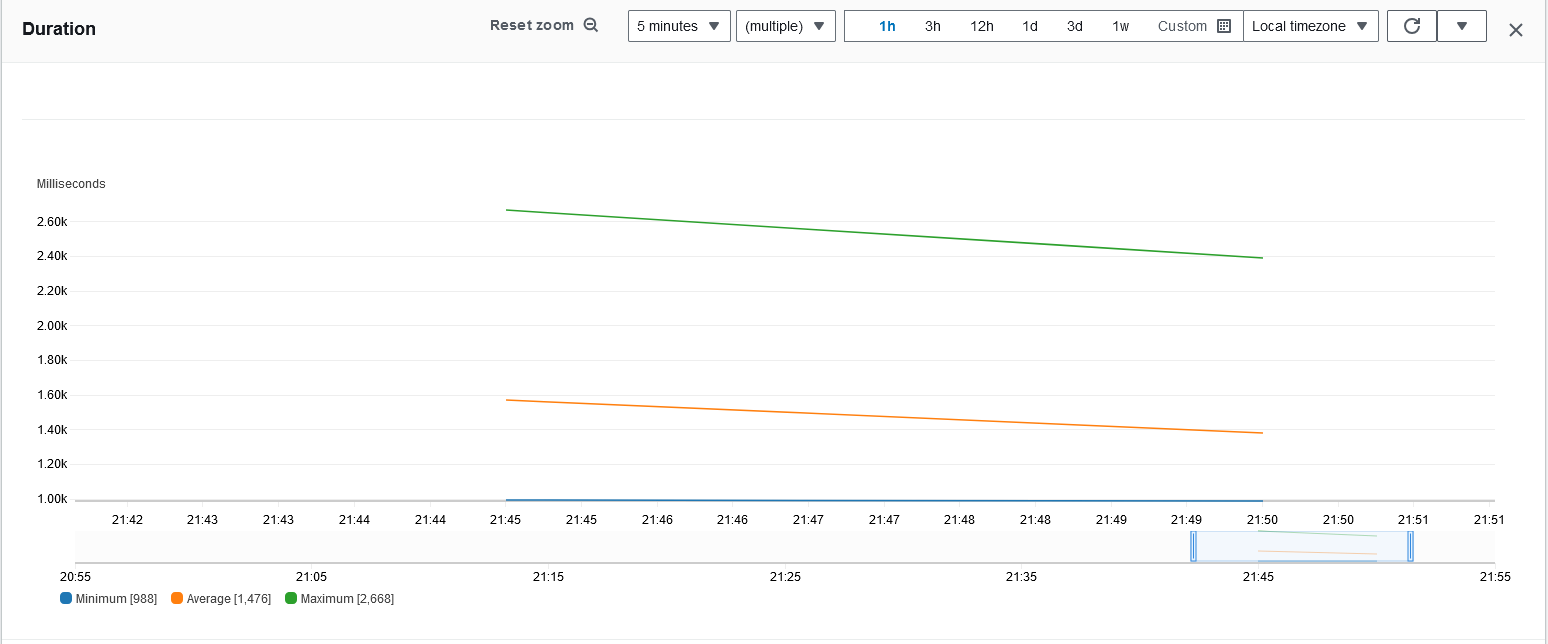 Duration
Reset zoom
5 minutes
(multiple)
1h 3h 12h 1d 3d 1w Custom
Local timezone
Milliseconds
2.60k
2.40k
2.20k
2.00k
1.80k
1.60k
1.40k
1.20k
1.00k
21:42 21:43 21:43 21:44 21:44 21:45 21:45 21:46 21:46 21:47 21:47 21:48 21:48 21:49 21:49 21:50 21:50 21:51 21:51
20:55 21:05 21:15 21:25 21:35 21:45 21:55
Minimum [988] Average [1,476] Maximum [2,668]